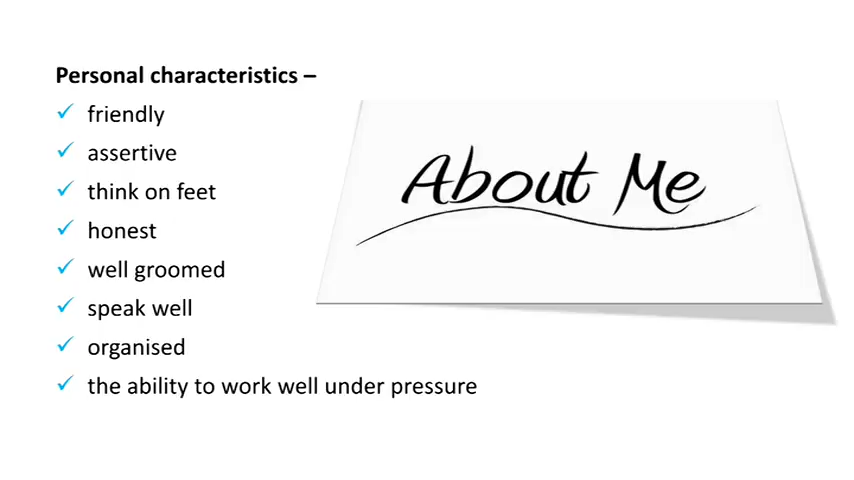 Personal characteristics –
✓ friendly
✓ assertive
✓ think on feet
✓ honest
✓ well groomed
✓ speak well
✓ organised
✓ the ability to work well under pressure
About Me